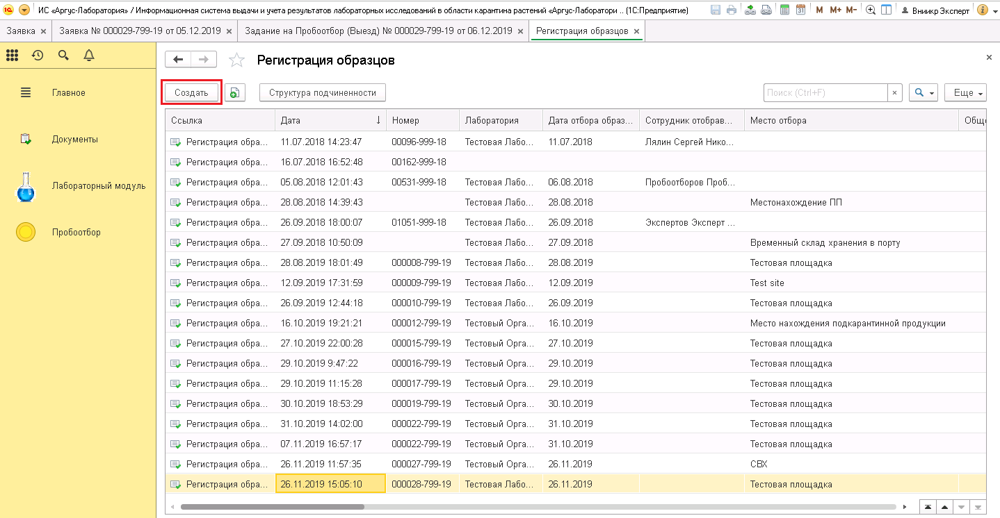 ИС «Аргус-Лаборатория» / Информационная система выдачи и учета результатов лабораторных исследований в области карантина растений «Аргус-Лаборатори .. (1С:Предприятие) M M+ M- Вниикр Эксперт
Заявка × Заявка № 000029-799-19 от 05.12.2019 × Задание на Пробоотбор (Выезд) № 000029-799-19 от 06.12.2019 × Регистрация образцов ×
Регистрация образцов
Главное
Документы
Лабораторный модуль
Пробоотбор
Создать Структура подчиненности Поиск (Ctrl+F) × Еще
Ссылка Дата ↓ Номер Лаборатория Дата отбора образ... Сотрудник отобрав... Место отбора Обще
Регистрация обра... 11.07.2018 14:23:47 00096-999-18 Тестовая Лабо... 11.07.2018 Лялин Сергей Нико...
Регистрация обра... 16.07.2018 16:52:48 00162-999-18
Регистрация обра... 05.08.2018 12:01:43 00531-999-18 Тестовая Лабо... 06.08.2018 Пробоотборов Проб...
Регистрация обра... 28.08.2018 14:39:43 Тестовая Лабо... 28.08.2018 Местонахождение ПП
Регистрация обра... 26.09.2018 18:00:07 01051-999-18 Тестовая Лабо... 26.09.2018 Экспертов Эксперт ...
Регистрация обра... 27.09.2018 10:50:09 Тестовая Лабо... 27.09.2018 Временный склад хранения в порту
Регистрация обра... 28.08.2019 18:01:49 000008-799-19 Тестовая Лабо... 28.08.2019 Тестовая площадка
Регистрация обра... 12.09.2019 17:31:59 000009-799-19 Тестовая Лабо... 12.09.2019 Test site
Регистрация обра... 26.09.2019 12:44:18 000010-799-19 Тестовая Лабо... 26.09.2019 Тестовая площадка
Регистрация обра... 16.10.2019 19:21:21 000012-799-19 Тестовый Орга... 16.10.2019 Место нахождения подкарантинной продукции
Регистрация обра... 27.10.2019 22:00:28 000015-799-19 Тестовый Орга... 27.10.2019 Тестовая площадка
Регистрация обра... 29.10.2019 9:47:22 000016-799-19 Тестовый Орга... 29.10.2019 Тестовая площадка
Регистрация обра... 29.10.2019 11:15:28 000017-799-19 Тестовый Орга... 29.10.2019 Тестовая площадка
Регистрация обра... 30.10.2019 18:53:29 000019-799-19 Тестовый Орга... 30.10.2019 Тестовая площадка
Регистрация обра... 31.10.2019 14:02:00 000022-799-19 Тестовый Орга... 31.10.2019 Тестовая площадка
Регистрация обра... 07.11.2019 16:57:17 000022-799-19 Тестовый Орга... 31.10.2019 Тестовая площадка
Регистрация обра... 26.11.2019 11:57:35 000027-799-19 Тестовый Орга... 26.11.2019 СВХ
Регистрация обра... 26.11.2019 15:05:10 000028-799-19 Тестовая Лабо... 26.11.2019 Тестовая площадка